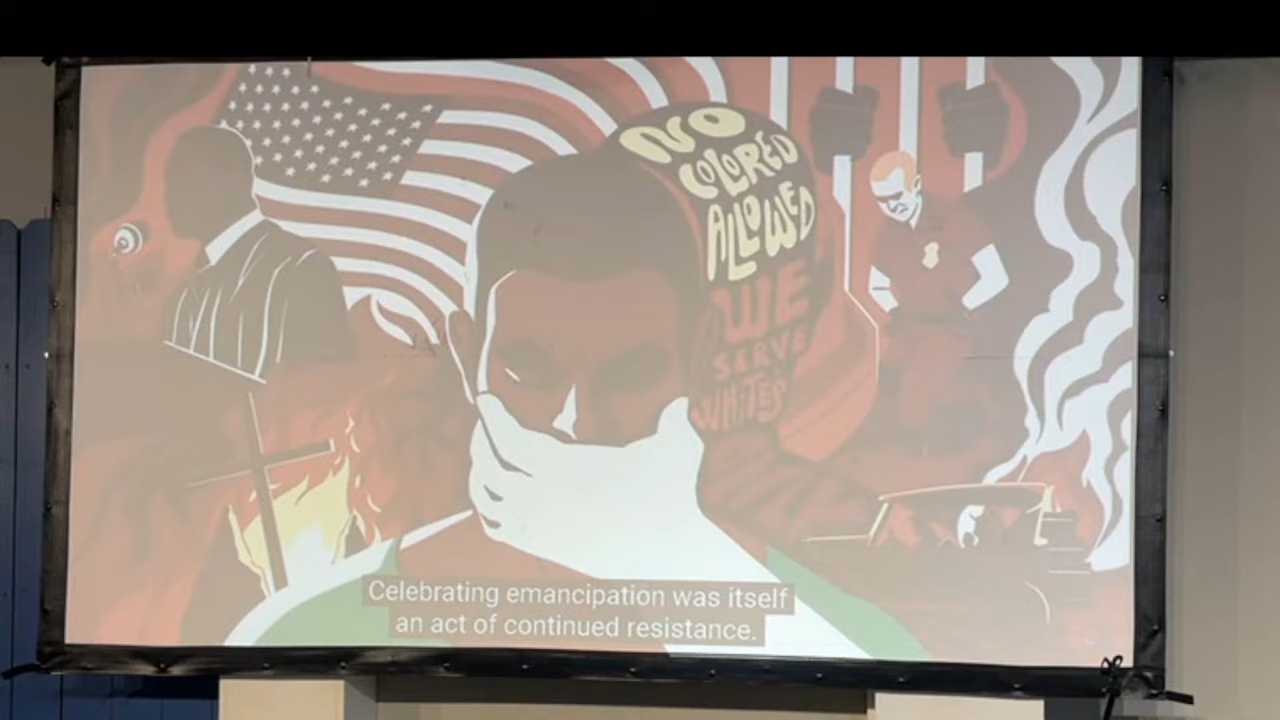 NO
COLORED
ALLOWED
WE
SERVE
WHITES
Celebrating emancipation was itself
an act of continued resistance.